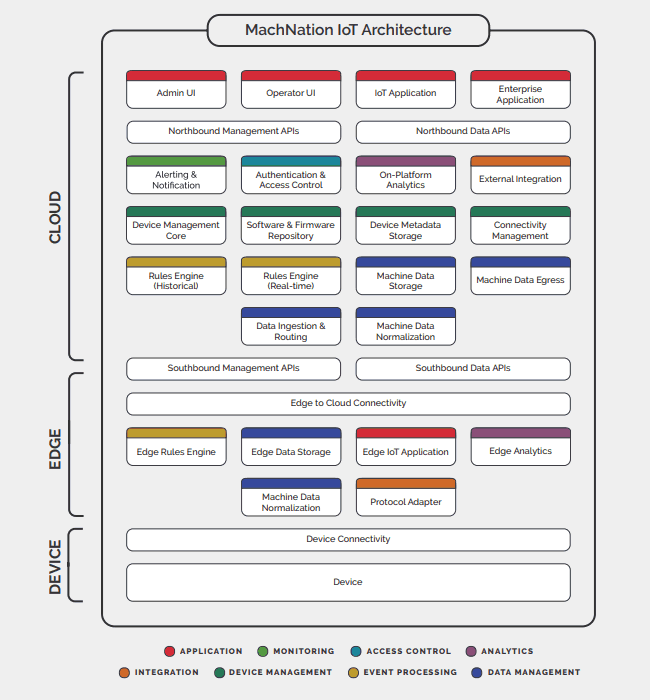 MachNation IoT Architecture
CLOUD
Admin UI
Operator UI
IoT Application
Enterprise
Application
Northbound Management APIs
Northbound Data APIs
Alerting &
Notification
Authentication &
Access Control
On-Platform
Analytics
External Integration
Device Management
Core
Software & Firmware
Repository
Device Metadata
Storage
Connectivity
Management
Rules Engine
(Historical)
Rules Engine
(Real-time)
Machine Data
Storage
Machine Data Egress
Data Ingestion &
Routing
Machine Data
Normalization
Southbound Management APIs
Southbound Data APIs
EDGE
Edge to Cloud Connectivity
Edge Rules Engine
Edge Data Storage
Edge IoT Application
Edge Analytics
Machine Data
Normalization
Protocol Adapter
DEVICE
Device Connectivity
Device
APPLICATION
MONITORING
ACCESS CONTROL
ANALYTICS
INTEGRATION
DEVICE MANAGEMENT
EVENT PROCESSING
DATA MANAGEMENT